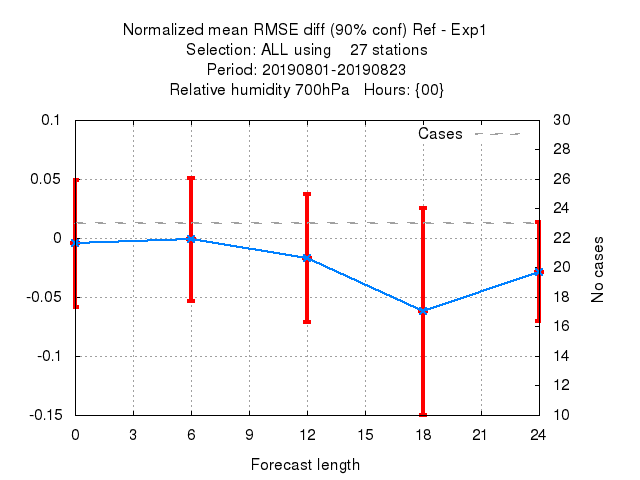 Normalized mean RMSE diff (90% conf) Ref - Exp1
Selection: ALL using    27 stations
Period: 20190801-20190823
Relative humidity 700hPa   Hours: {00}
Cases
0.1
0.05
0
-0.05
-0.1
-0.15
30
28
26
24
22
20
18
16
14
12
10
No cases
0 3 6 9 12 15 18 21 24
Forecast length